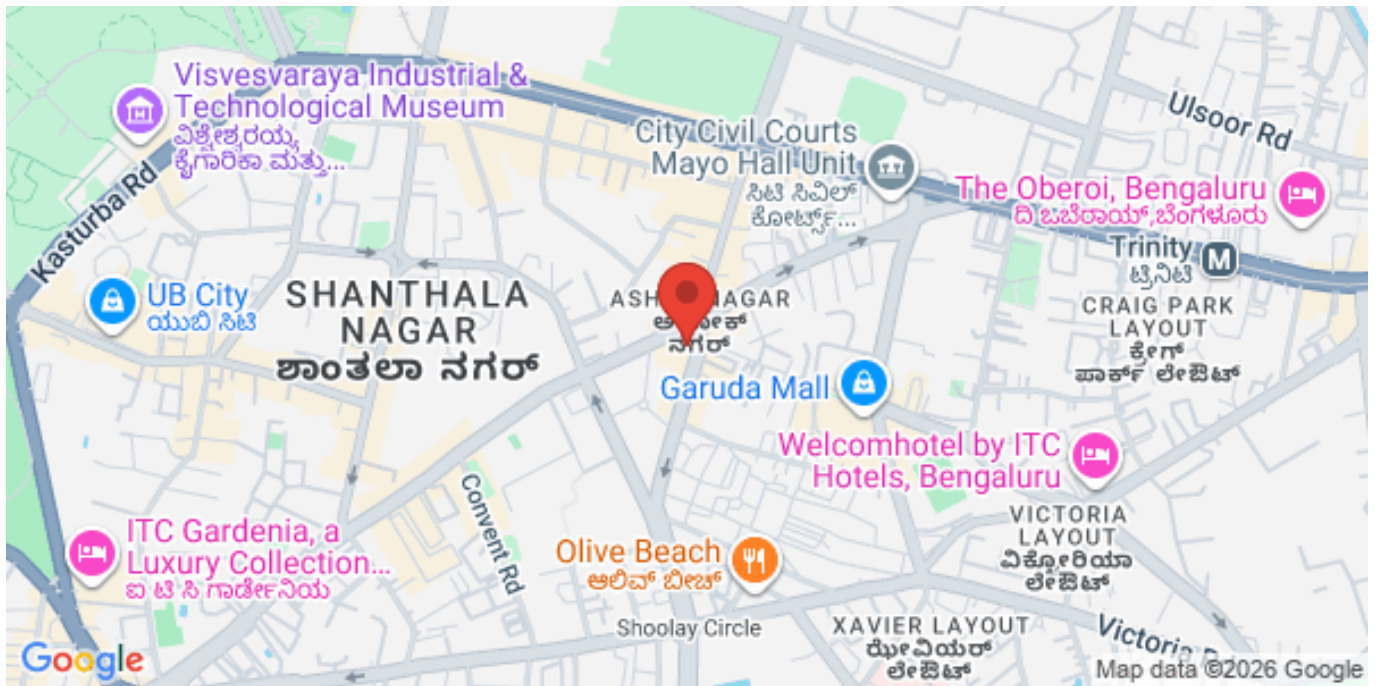 Visvesvaraya Industrial &
Technological Museum
ವಿಶ್ವೇಶ್ವರಯ್ಯ
ಕೈಗಾರಿಕಾ ಮತ್ತು...
Ulsoor Rd
City Civil Courts
Mayo Hall Unit
ಸಿಟಿ ಸಿವಿಲ್
ಕೋರ್ಟ್ಸ್...
The Oberoi, Bengaluru
ದಿ ಒಬೆರಾಯ್,ಬೆಂಗಳೂರು
Kasturba Rd
Trinity
ಟ್ರಿನಿಟಿ
M
UB City
ಯುಬಿ ಸಿಟಿ
SHANTHALA
NAGAR
ಶಾಂತಲಾ ನಗರ್
NAGAR
ನಗರ್
CRAIG PARK
LAYOUT
ಕ್ರೇಗ್
ಪಾರ್ಕ್ ಲೇಔಟ್
Garuda Mall
Welcomhotel by ITC
Hotels, Bengaluru
Convent Rd
ITC Gardenia, a
Luxury Collection...
ಐ ಟಿ ಸಿ ಗಾರ್ಡೇನಿಯ
Olive Beach
ಆಲಿವ್ ಬೀಚ್
VICTORIA
LAYOUT
ವಿಕ್ಟೋರಿಯಾ
ಲೇಔಟ್
Shoolay Circle
XAVIER LAYOUT
ಝೇವಿಯರ್
ಲೇಔಟ್
Victoria
Google
Map data ©2026 Google